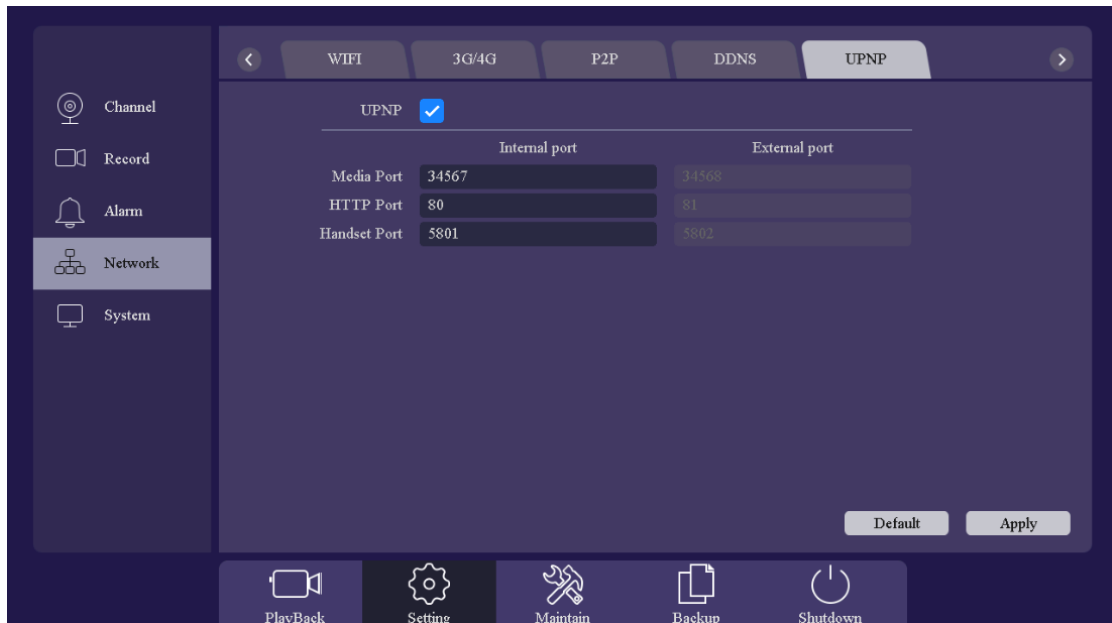 WIFI 3G/4G P2P DDNS UPNP
Channel
Record
Alarm
Network
System
UPNP
Internal port External port
Media Port 34567 34568
HTTP Port 80 81
Handset Port 5801 5802
Default Apply
PlayBack Setting Maintain Backup Shutdown